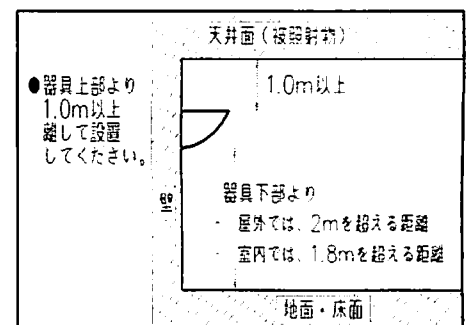 天井面(被照射物)
●器具上部より
1.0m以上
離して設置
してください。
1.0m以上
壁
器具下部より
・ 屋外では、2mを超える距離
・ 室内では、1.8mを超える距離
地面・床面